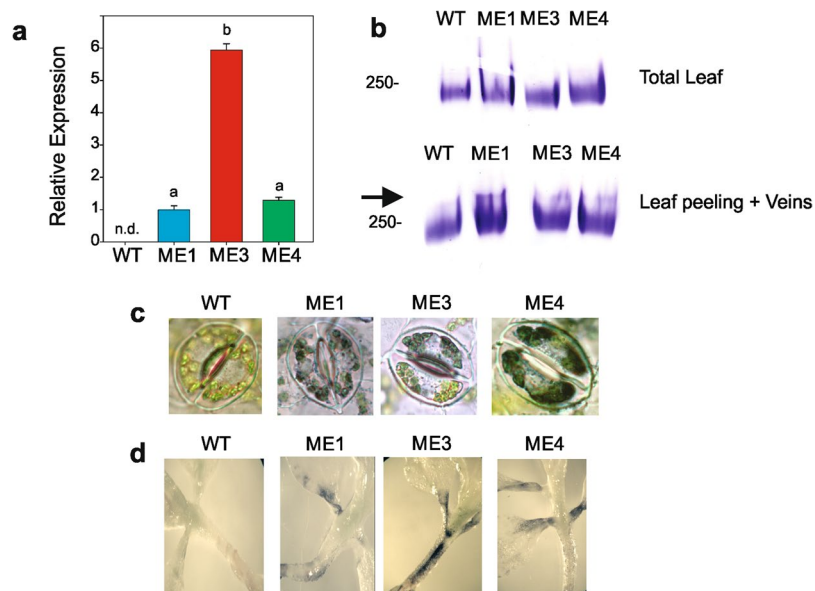 a
Relative Expression
6
5
4
3
2
1
0
n.d.
a
b
a
WT ME1 ME3 ME4
b
WT ME1 ME3 ME4
250-
Total Leaf
WT ME1 ME3 ME4
250-
Leaf peeling + Veins
c
WT ME1 ME3 ME4
d
WT ME1 ME3 ME4